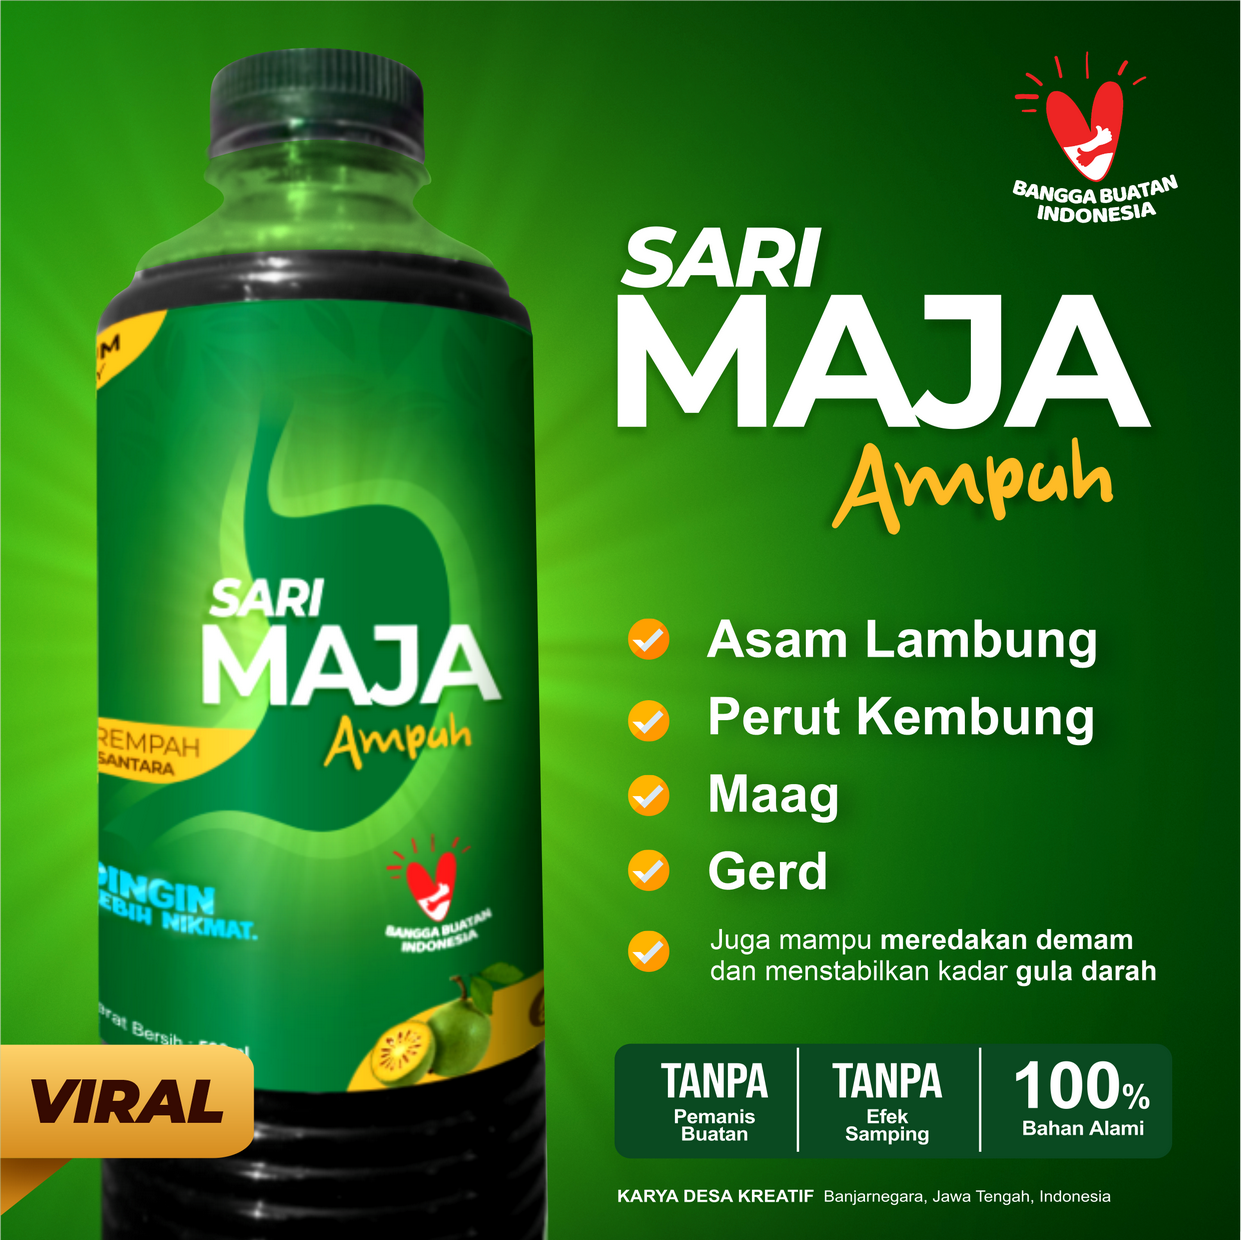 BANGGA BUATAN
INDONESIA
SARI
MAJA
Ampuh
Asam Lambung
Perut Kembung
Maag
Gerd
Juga mampu meredakan demam
dan menstabilkan kadar gula darah
TANPA
Pemanis
Buatan
TANPA
Efek
Samping
100%
Bahan Alami
KARYA DESA KREATIF Banjarnegara, Jawa Tengah, Indonesia
SARI
MAJA
Ampuh
REMPAH
SANTARA
DINGIN
LEBIH NIKMAT.
BANGGA BUATAN
INDONESIA
Bersih :
VIRAL